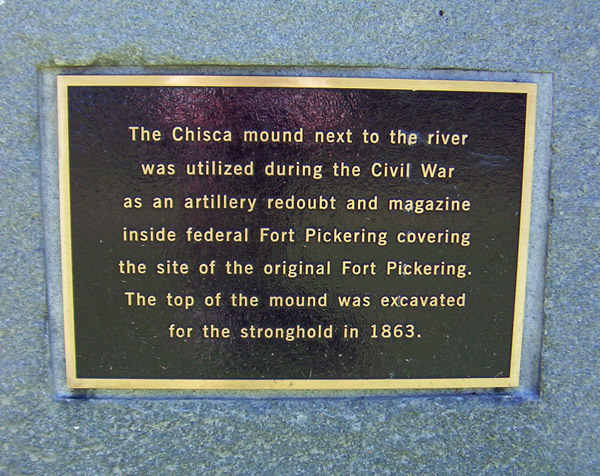 The Chisca mound next to the river
was utilized during the Civil War
as an artillery redoubt and magazine
inside federal Fort Pickering covering
the site of the original Fort Pickering.
The top of the mound was excavated
for the stronghold in 1863.